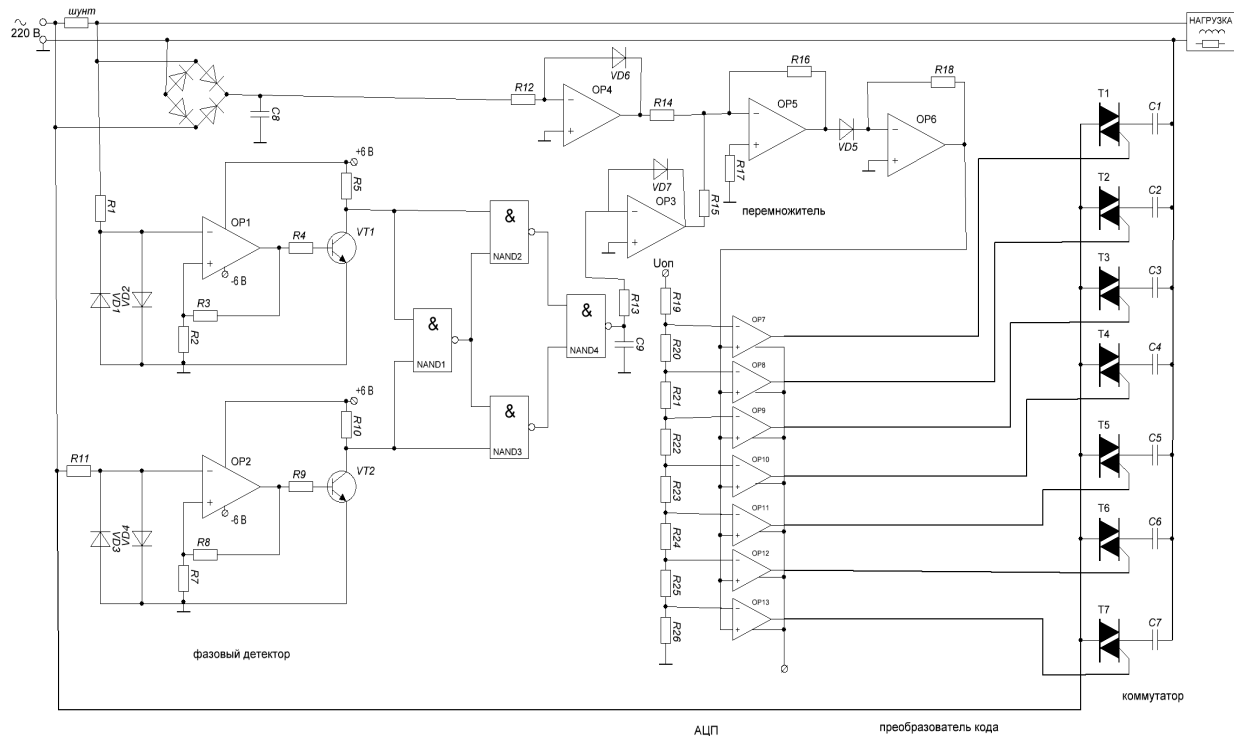 шунт
~
220 В
НАГРУЗКА
R12
VD6
OP4
C8
R14
R16
OP5
R17
VD5
R18
OP6
VD7
OP3
R15
перемножитель
+6 В
R5
R1
OP1
R4
VT1
-6 В
R3
R2
VD1
VD2
&
NAND2
&
NAND1
&
NAND4
&
NAND3
R13
C9
+6 В
R10
R11
OP2
R9
VT2
-6 В
R8
R7
VD3
VD4
Uоп
R19
R20
R21
R22
R23
R24
R25
R26
OP7
OP8
OP9
OP10
OP11
OP12
OP13
T1
C1
T2
C2
T3
C3
T4
C4
T5
C5
T6
C6
T7
C7
фазовый детектор
коммутатор
АЦП
преобразователь кода